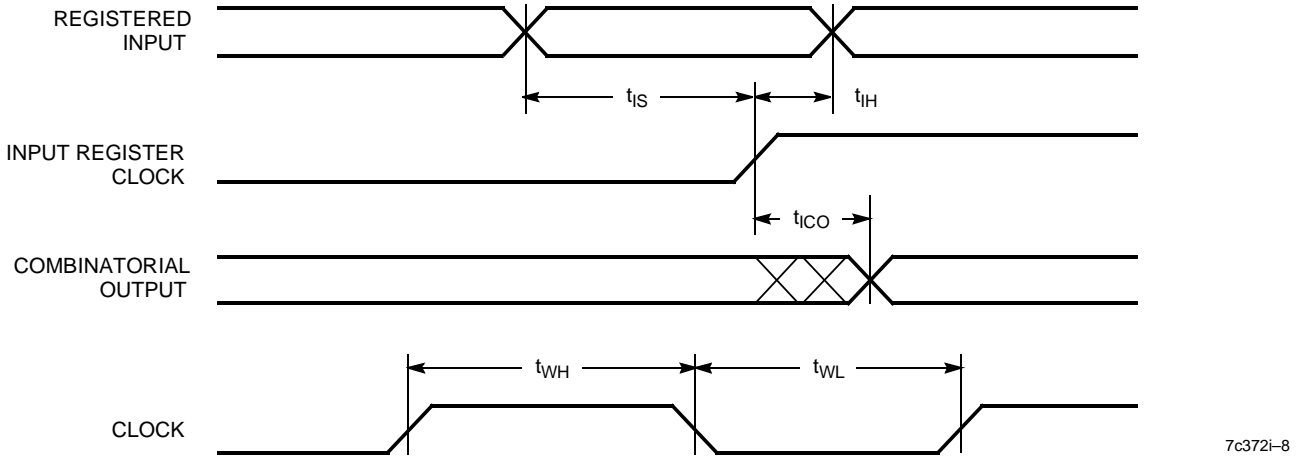 REGISTERED
INPUT
tIS
tIH
INPUT REGISTER
CLOCK
tICO
COMBINATORIAL
OUTPUT
tWH
tWL
CLOCK
7c372i–8